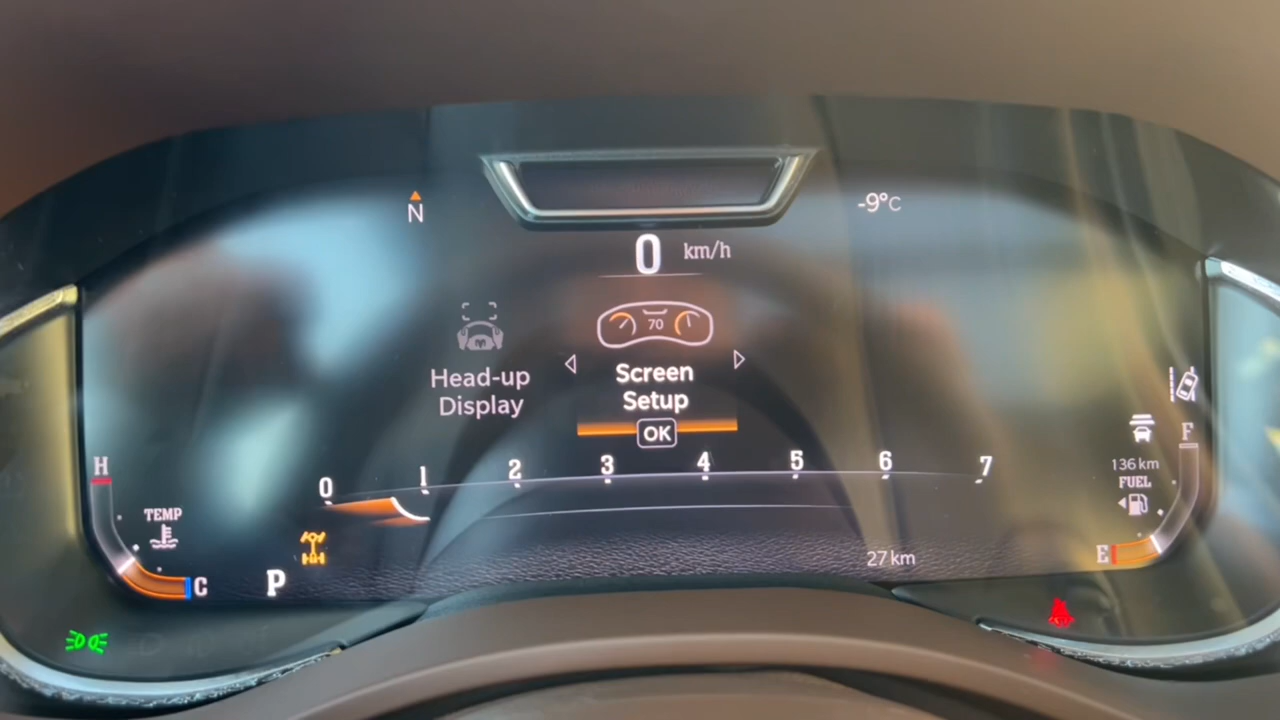 N
-9°C
0 km/h
70
Head-up
Display
Screen
Setup
OK
0 1 2 3 4 5 6 7
H
TEMP
C
P
F
136 km
FUEL
E
27 km